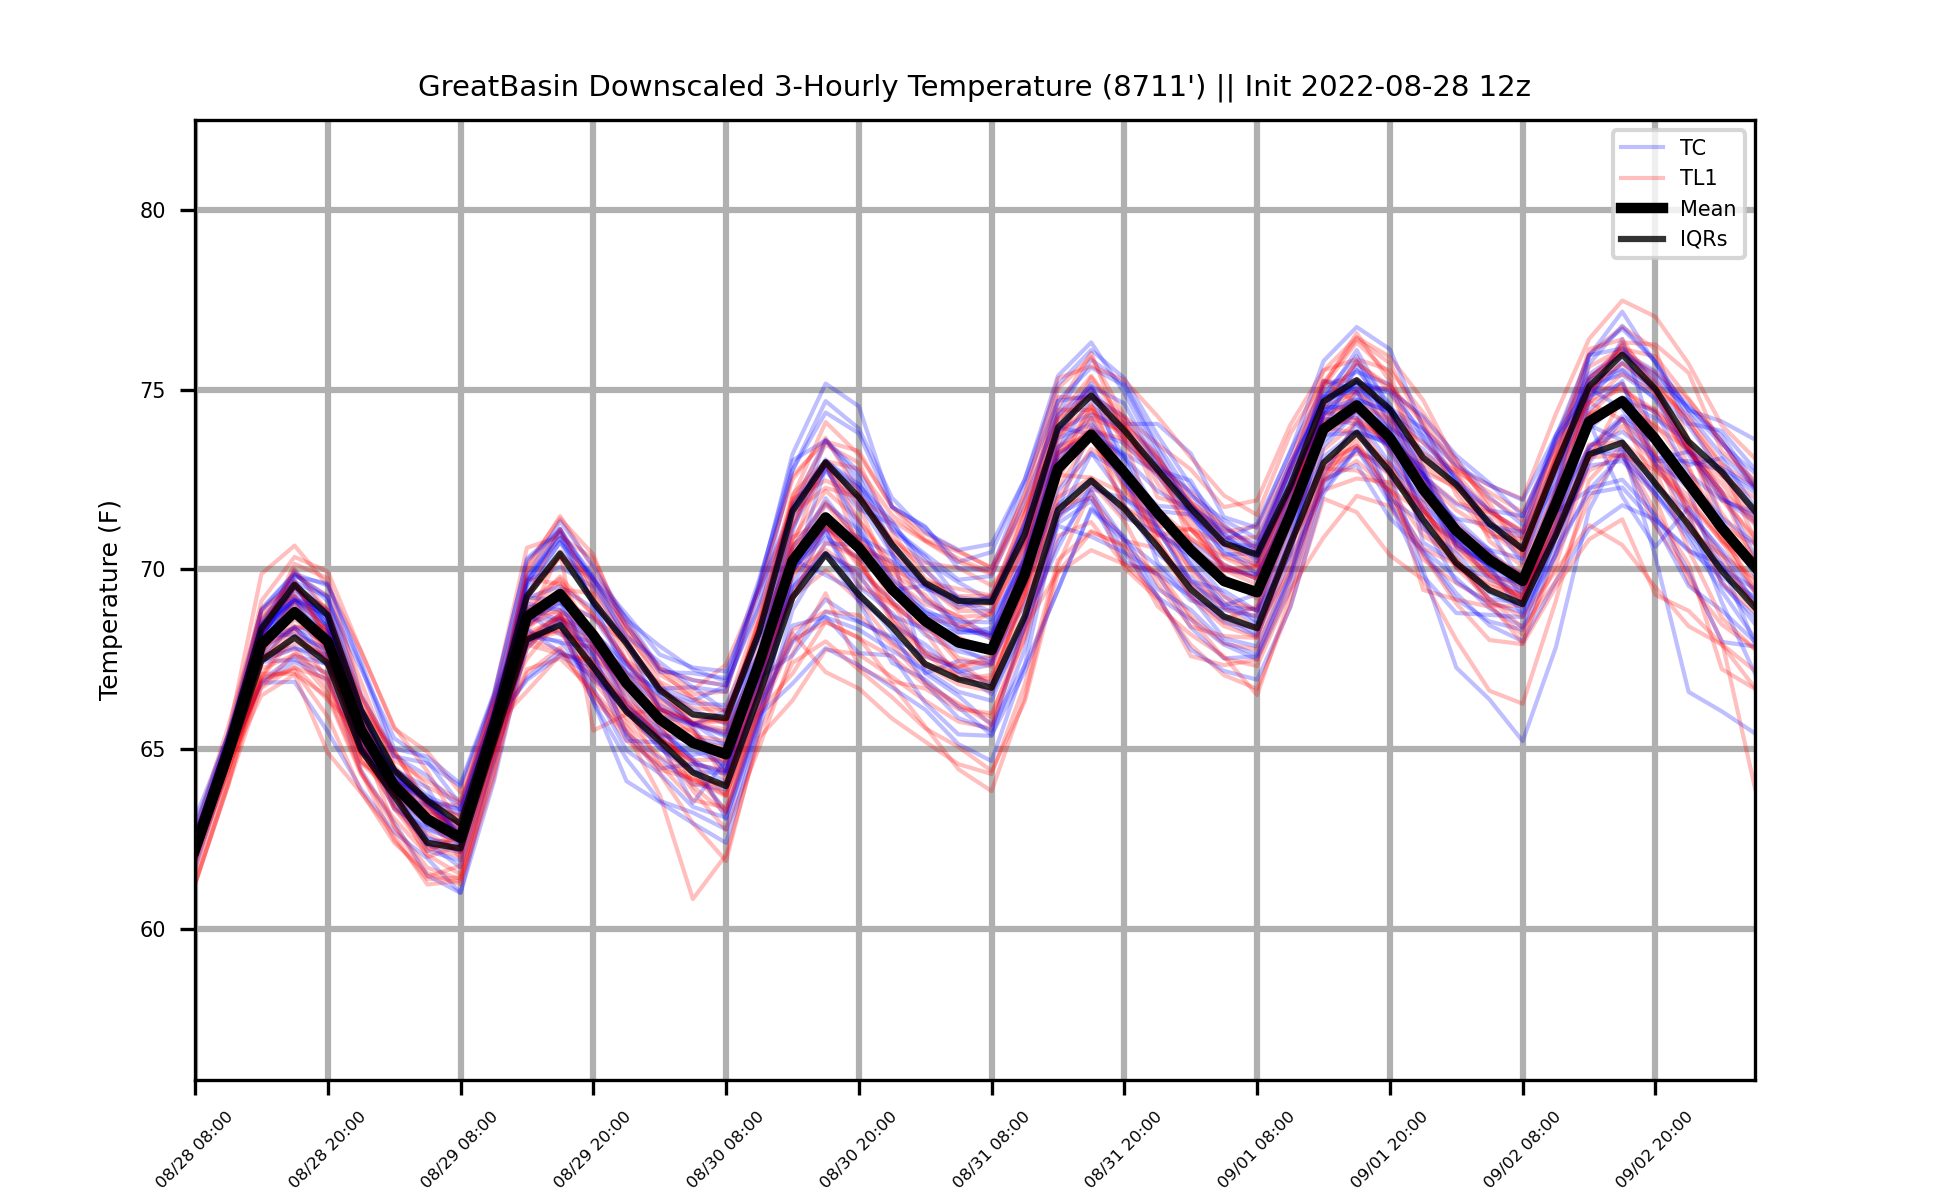 GreatBasin Downscaled 3-Hourly Temperature (8711') || Init 2022-08-28 12z
TC
TL1
Mean
IQRs
Temperature (F)
80
75
70
65
60
08/28 08:00
08/28 20:00
08/29 08:00
08/29 20:00
08/30 08:00
08/30 20:00
08/31 08:00
08/31 20:00
09/01 08:00
09/01 20:00
09/02 08:00
09/02 20:00